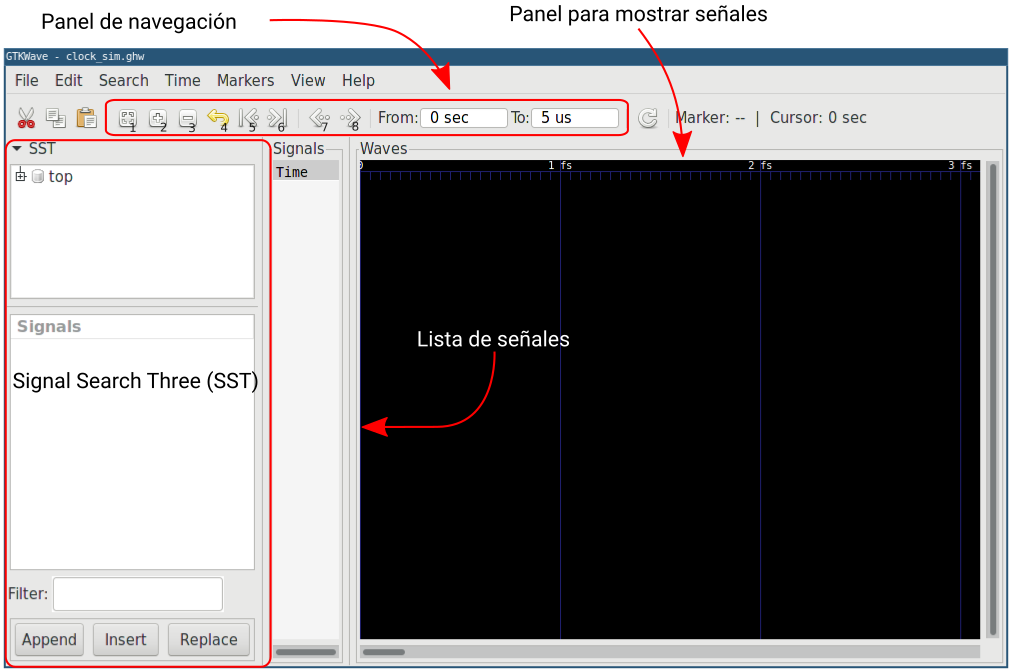 Panel de navegación
Panel para mostrar señales
GTKWave - clock_sim.ghw
File Edit Search Time Markers View Help
1 2 3 4 5 6 7 8 From: 0 sec To: 5 us Marker: -- | Cursor: 0 sec
SST
Signals
Waves
top
Time
0 1 fs 2 fs 3 fs
Signals
Lista de señales
Signal Search Three (SST)
Filter:
Append Insert Replace